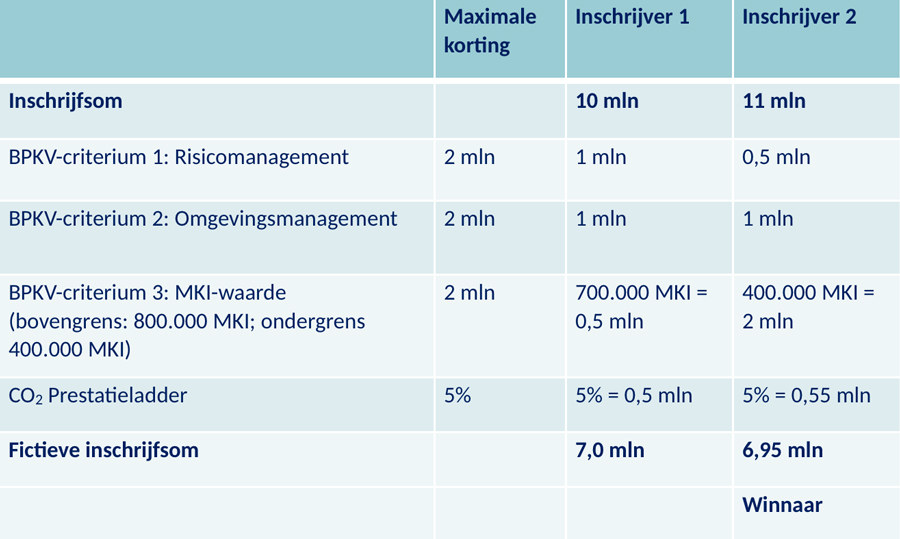 Maximale korting Inschrijver 1 Inschrijver 2
Inschrijfsom 10 mln 11 mln
BPKV-criterium 1: Risicomanagement 2 mln 1 mln 0,5 mln
BPKV-criterium 2: Omgevingsmanagement 2 mln 1 mln 1 mln
BPKV-criterium 3: MKI-waarde 2 mln 700.000 MKI = 400.000 MKI =
(bovengrens: 800.000 MKI; ondergrens 0,5 mln 2 mln
400.000 MKI)
CO₂ Prestatieladder 5% 5% = 0,5 mln 5% = 0,55 mln
Fictieve inschrijfsom 7,0 mln 6,95 mln
Winnaar